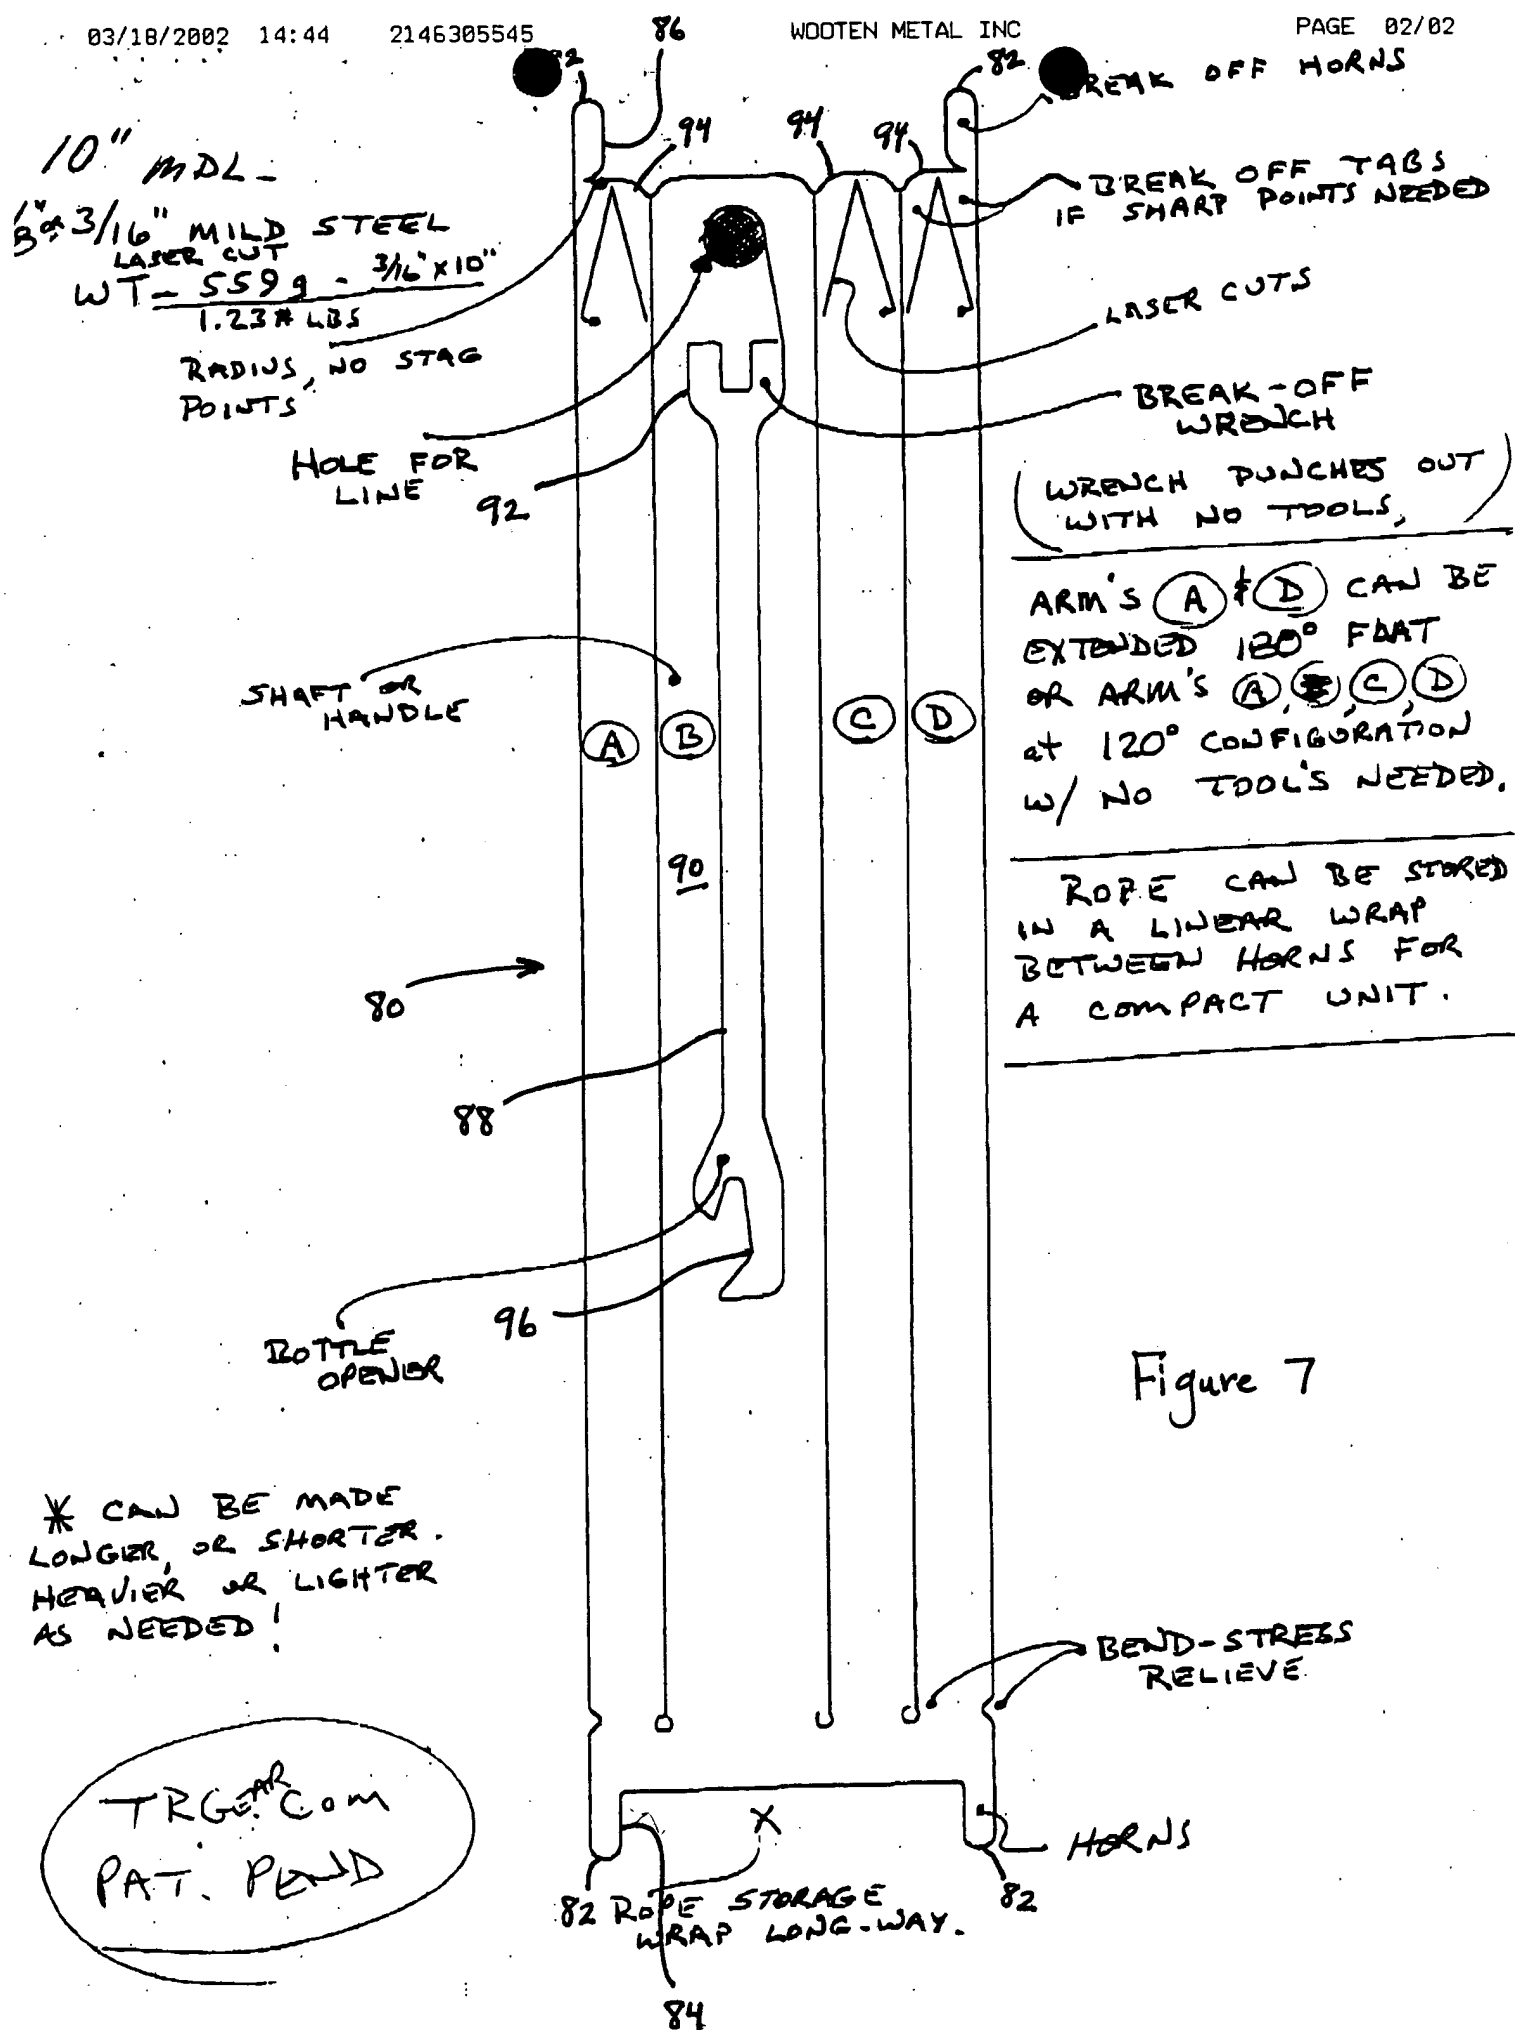 03/18/2002 14:44 2146305545 WOOTEN METAL INC PAGE 02/02
86
82
82
BREAK OFF HORNS
94
94
94
10" MDL -
BREAK OFF TABS
IF SHARP POINTS NEEDED
1/8" OR 3/16" MILD STEEL
LASER CUT
WT - 559 g - 3/16" X 10"
1.23# LBS
LASER CUTS
RADIUS, NO STAG
POINTS
BREAK-OFF
WRENCH
HOLE FOR
LINE
92
(WRENCH PUNCHES OUT
WITH NO TOOLS,)
ARM'S A & D CAN BE
EXTENDED 180° FLAT
OR ARM'S A, B, C, D
at 120° CONFIGURATION
W/ NO TOOL'S NEEDED.
SHAFT OR
HANDLE
A B C D
90
ROPE CAN BE STORED
IN A LINEAR WRAP
BETWEEN HORNS FOR
A COMPACT UNIT.
80
88
96
BOTTLE
OPENER
Figure 7
* CAN BE MADE
LONGER, OR SHORTER.
HEAVIER OR LIGHTER
AS NEEDED!
BEND-STRESS
RELIEVE
TRGEAR.COM
PAT. PEND
X
HORNS
82
82
ROPE STORAGE
WRAP LONG-WAY.
84